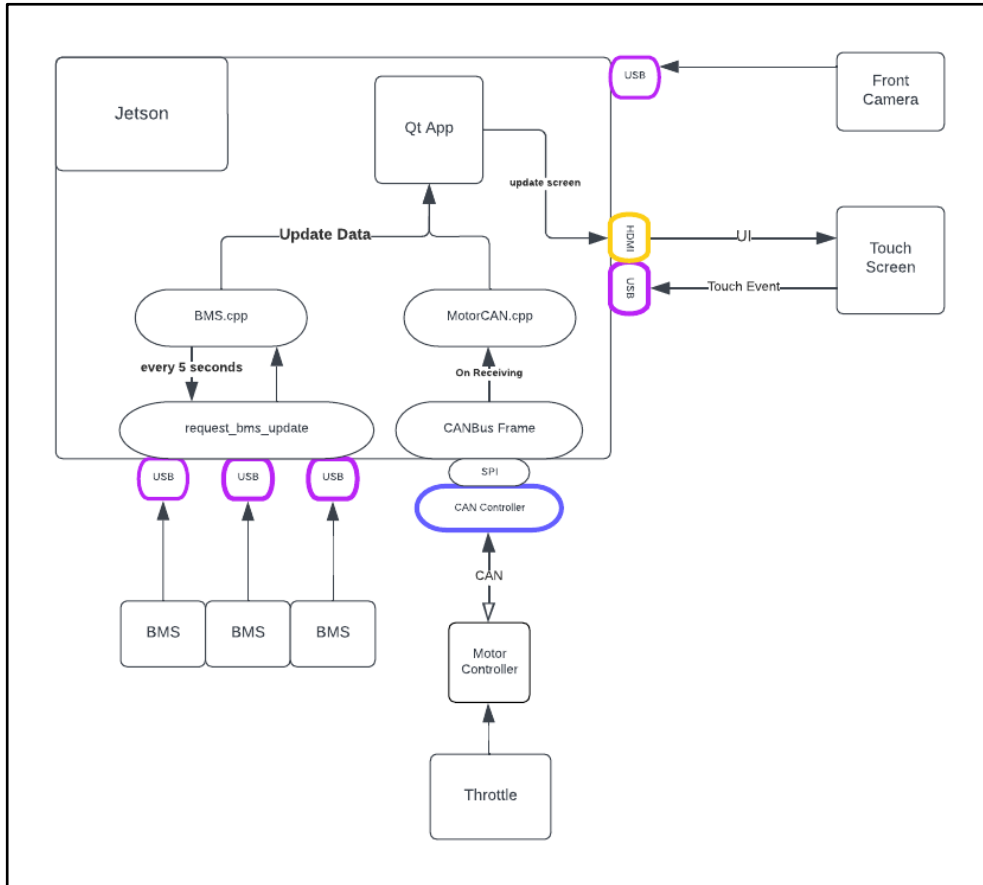 Jetson
Qt App
USB
Front
Camera
update screen
Update Data
HDMI
UI
Touch
Screen
USB
Touch Event
BMS.cpp
MotorCAN.cpp
every 5 seconds
On Receiving
request_bms_update
CANBus Frame
USB
USB
USB
SPI
CAN Controller
CAN
BMS
BMS
BMS
Motor
Controller
Throttle